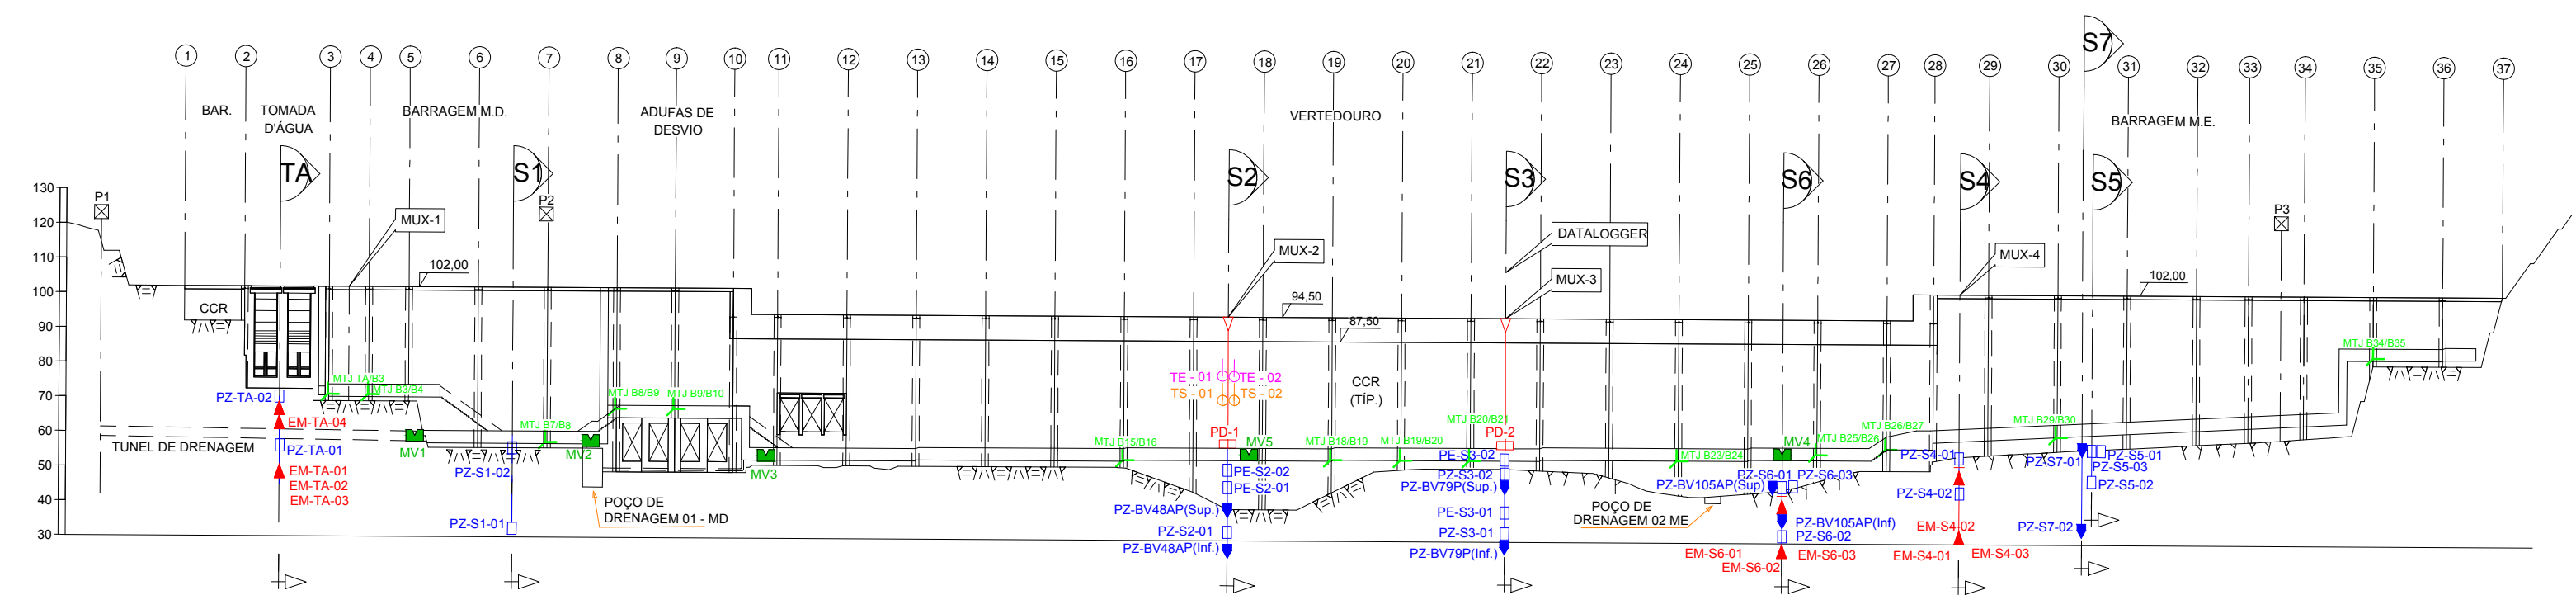 S7
1 2 3 4 5 6 7 8 9 10 11 12 13 14 15 16 17 18 19 20 21 22 23 24 25 26 27 28 29 30 31 32 33 34 35 36 37
BAR.
TOMADA
D'ÁGUA
BARRAGEM M.D.
ADUFAS DE
DESVIO
VERTEDOURO
BARRAGEM M.E.
TA
S1
S2
S3
S6
S4
S5
P1
P2
P3
MUX-1
MUX-2
DATALOGGER
MUX-3
MUX-4
130
120
110
100
90
80
70
60
50
40
30
102,00
94,50
87,50
102,00
CCR
CCR
(TÍP.)
MTJ TA/B3
MTJ B3/B4
MTJ B7/B8
MTJ B8/B9
MTJ B9/B10
MTJ B15/B16
MTJ B18/B19
MTJ B19/B20
MTJ B20/B21
MTJ B23/B24
MTJ B25/B26
MTJ B26/B27
MTJ B29/B30
MTJ B34/B35
TE - 01
TE - 02
TS - 01
TS - 02
PZ-TA-02
EM-TA-04
PZ-TA-01
EM-TA-01
EM-TA-02
EM-TA-03
TUNEL DE DRENAGEM
MV1
MV2
MV3
MV5
MV4
PZ-S1-02
PZ-S1-01
POÇO DE
DRENAGEM 01 - MD
PD-1
PE-S2-02
PE-S2-01
PZ-BV48AP(Sup.)
PZ-S2-01
PZ-BV48AP(Inf.)
PD-2
PE-S3-02
PZ-S3-02
PZ-BV79P(Sup.)
PE-S3-01
PZ-S3-01
PZ-BV79P(Inf.)
POÇO DE
DRENAGEM 02 ME
PZ-S6-01
PZ-S6-03
PZ-BV105AP(Sup)
PZ-BV105AP(Inf)
PZ-S6-02
EM-S6-01
EM-S6-03
EM-S6-02
PZ-S4-01
PZ-S4-02
EM-S4-02
EM-S4-01
EM-S4-03
PZ-S7-01
PZ-S7-02
PZ-S5-01
PZ-S5-03
PZ-S5-02